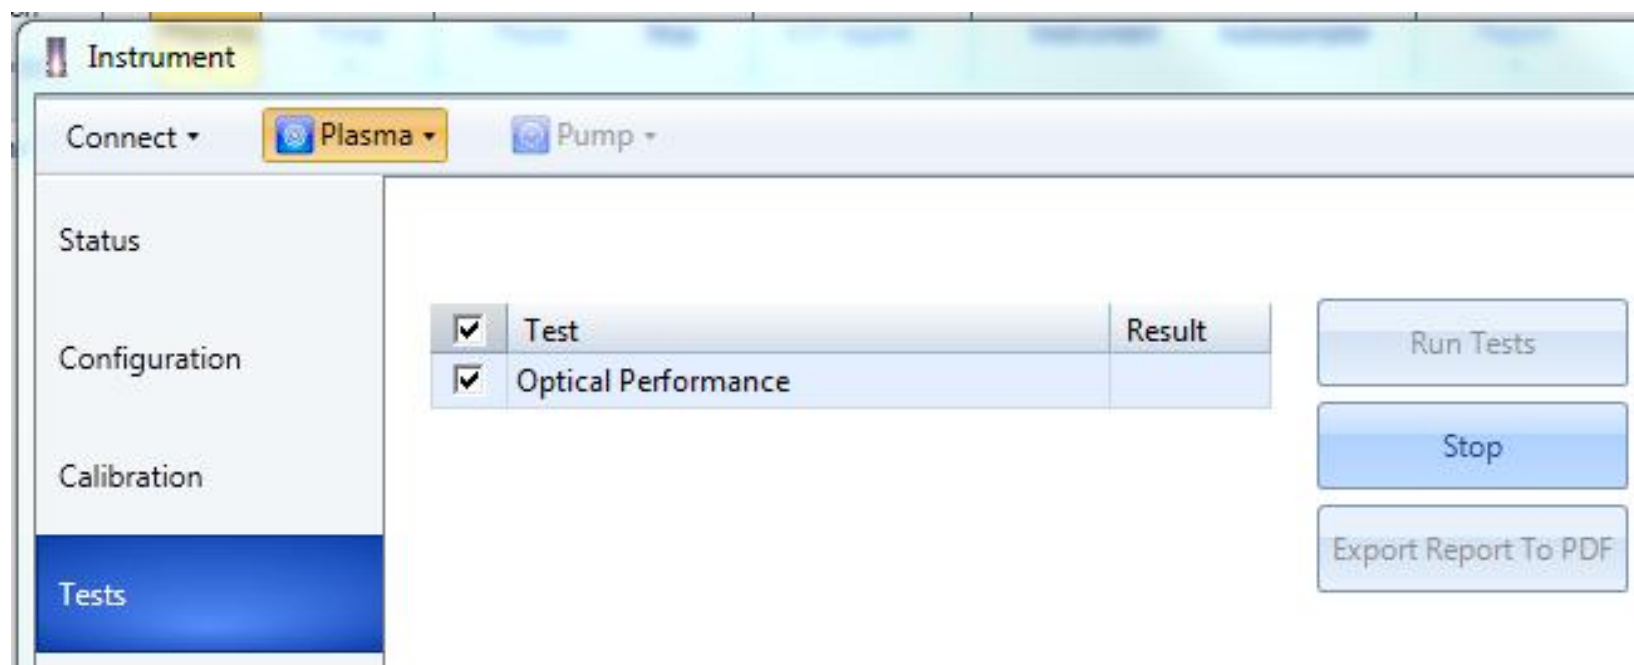 Instrument
Connect Plasma Pump
Status
Configuration
Calibration
Tests
Test Result
Optical Performance
Run Tests
Stop
Export Report To PDF